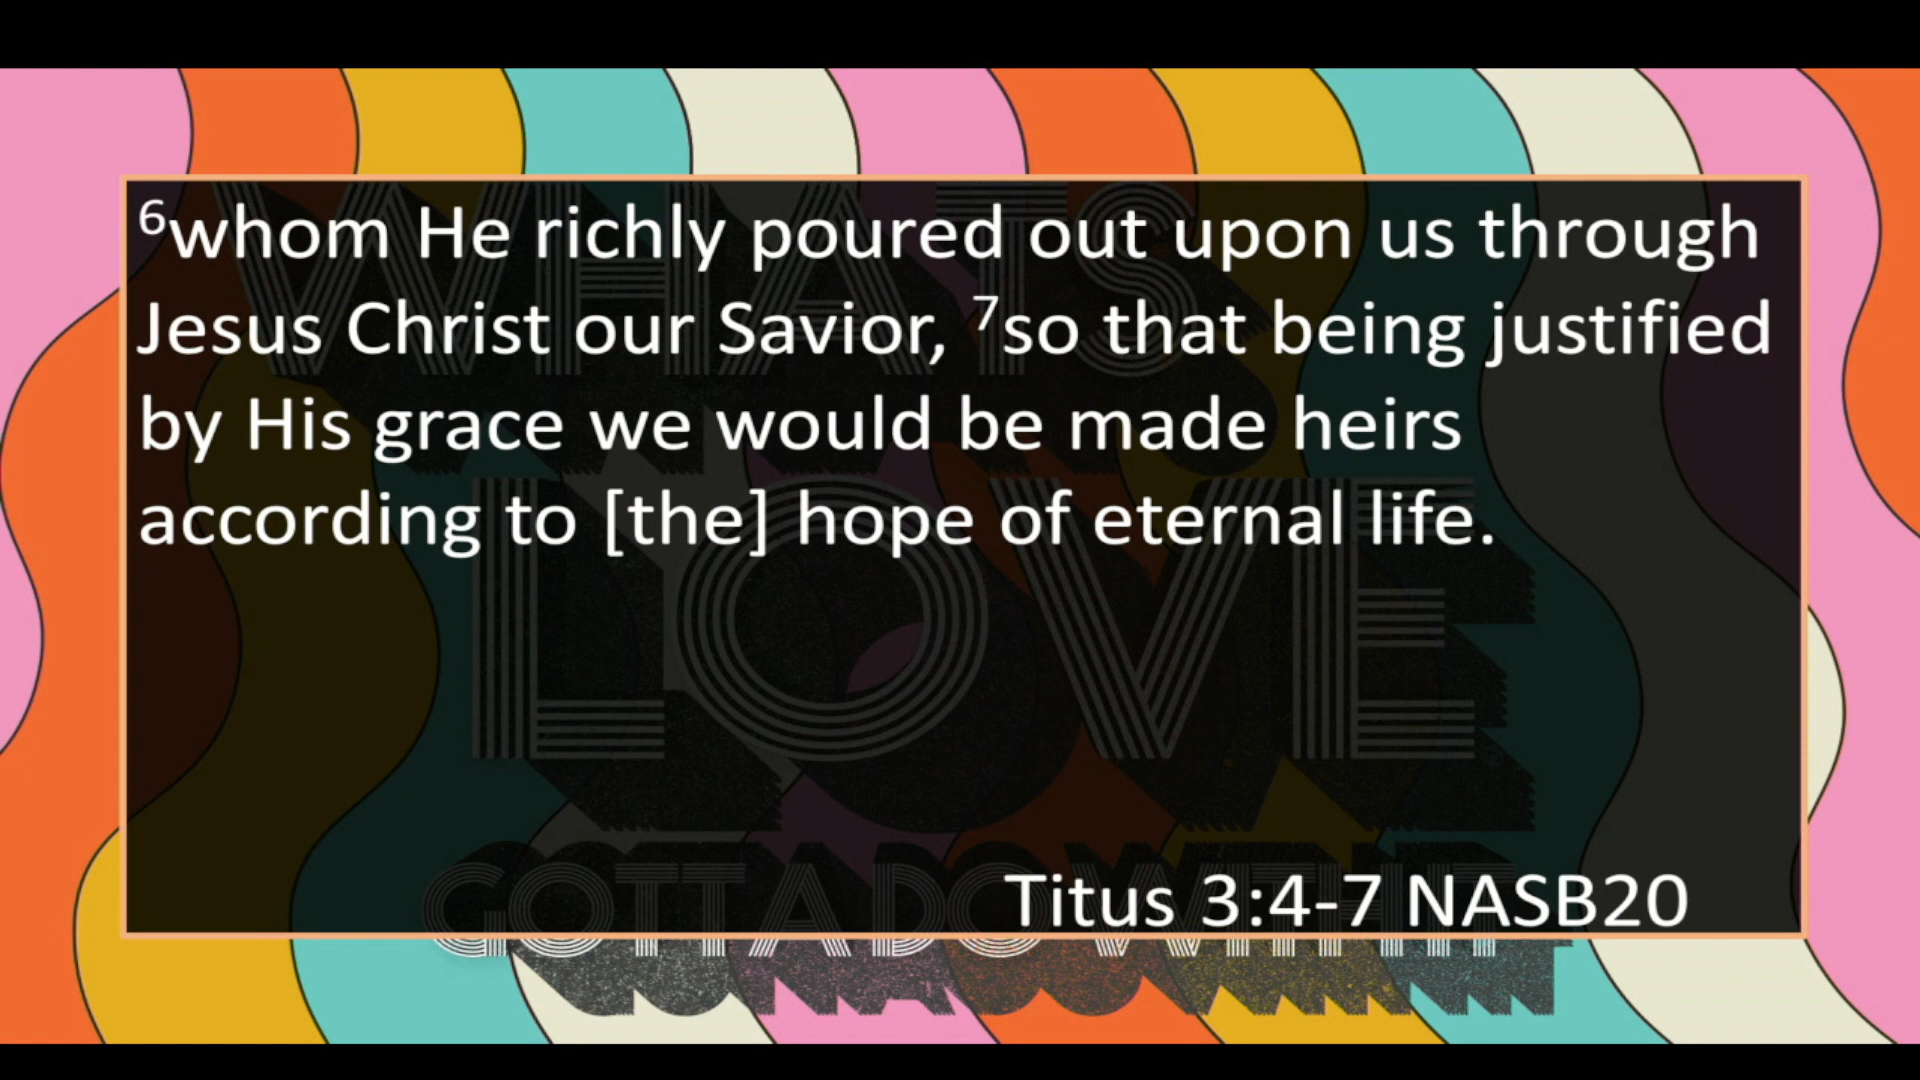 ⁶whom He richly poured out upon us through
Jesus Christ our Savior, ⁷so that being justified
by His grace we would be made heirs
according to [the] hope of eternal life.
Titus 3:4-7 NASB20
WHAT'S
LOVE
GOTTA DO WITH IT